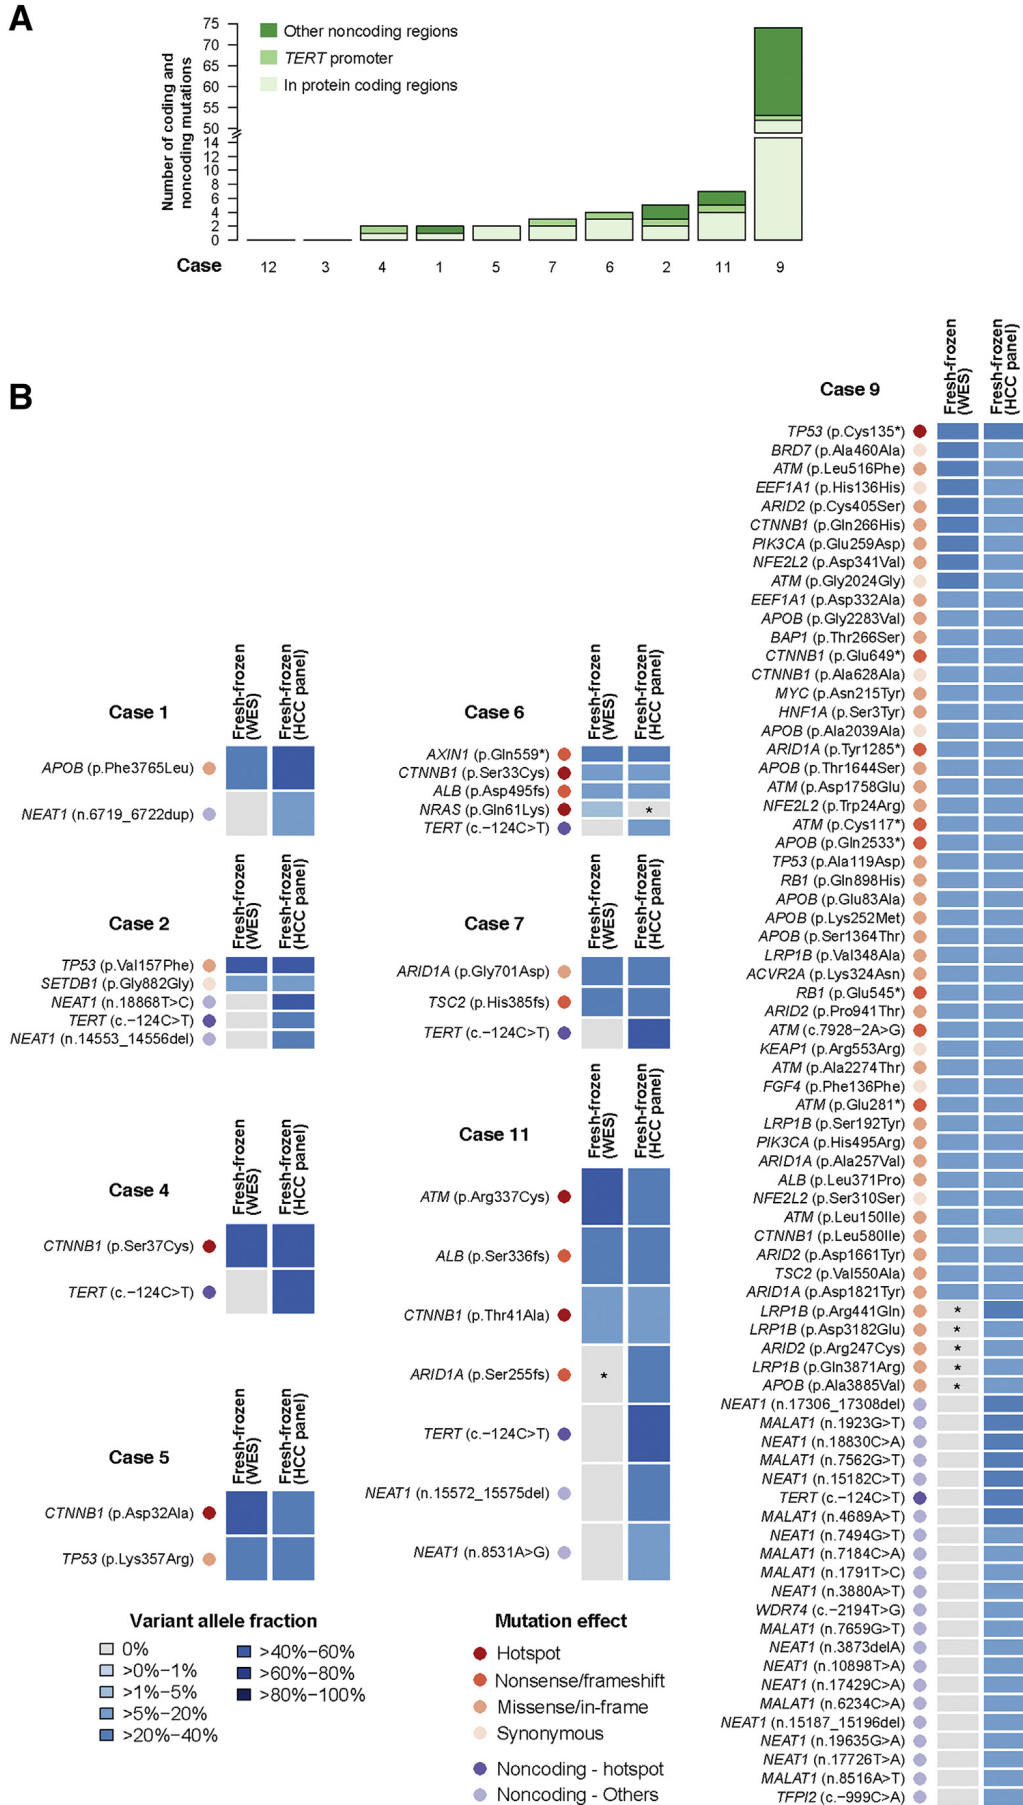 A
Number of coding and
noncoding mutations
75
70
65
60
55
50
14
12
10
8
6
4
2
0
Other noncoding regions
TERT promoter
In protein coding regions
Case 12 3 4 1 5 7 6 2 11 9
B
Case 1
Fresh-frozen
(WES)
Fresh-frozen
(HCC panel)
APOB (p.Phe3765Leu)
NEAT1 (n.6719_6722dup)
Case 2
Fresh-frozen
(WES)
Fresh-frozen
(HCC panel)
TP53 (p.Val157Phe)
SETDB1 (p.Gly882Gly)
NEAT1 (n.18868T>C)
TERT (c.−124C>T)
NEAT1 (n.14553_14556del)
Case 4
Fresh-frozen
(WES)
Fresh-frozen
(HCC panel)
CTNNB1 (p.Ser37Cys)
TERT (c.−124C>T)
Case 5
Fresh-frozen
(WES)
Fresh-frozen
(HCC panel)
CTNNB1 (p.Asp32Ala)
TP53 (p.Lys357Arg)
Case 6
Fresh-frozen
(WES)
Fresh-frozen
(HCC panel)
AXIN1 (p.Gln559*)
CTNNB1 (p.Ser33Cys)
ALB (p.Asp495fs)
NRAS (p.Gln61Lys) *
TERT (c.−124C>T)
Case 7
Fresh-frozen
(WES)
Fresh-frozen
(HCC panel)
ARID1A (p.Gly701Asp)
TSC2 (p.His385fs)
TERT (c.−124C>T)
Case 11
Fresh-frozen
(WES)
Fresh-frozen
(HCC panel)
ATM (p.Arg337Cys)
ALB (p.Ser336fs)
CTNNB1 (p.Thr41Ala)
ARID1A (p.Ser255fs) *
TERT (c.−124C>T)
NEAT1 (n.15572_15575del)
NEAT1 (n.8531A>G)
Case 9
Fresh-frozen
(WES)
Fresh-frozen
(HCC panel)
TP53 (p.Cys135*)
BRD7 (p.Ala460Ala)
ATM (p.Leu516Phe)
EEF1A1 (p.His136His)
ARID2 (p.Cys405Ser)
CTNNB1 (p.Gln266His)
PIK3CA (p.Glu259Asp)
NFE2L2 (p.Asp341Val)
ATM (p.Gly2024Gly)
EEF1A1 (p.Asp332Ala)
APOB (p.Gly2283Val)
BAP1 (p.Thr266Ser)
CTNNB1 (p.Glu649*)
CTNNB1 (p.Ala628Ala)
MYC (p.Asn215Tyr)
HNF1A (p.Ser3Tyr)
APOB (p.Ala2039Ala)
ARID1A (p.Tyr1285*)
APOB (p.Thr1644Ser)
ATM (p.Asp1758Glu)
NFE2L2 (p.Trp24Arg)
ATM (p.Cys117*)
APOB (p.Gln2533*)
TP53 (p.Ala119Asp)
RB1 (p.Gln898His)
APOB (p.Glu83Ala)
APOB (p.Lys252Met)
APOB (p.Ser1364Thr)
LRP1B (p.Val348Ala)
ACVR2A (p.Lys324Asn)
RB1 (p.Glu545*)
ARID2 (p.Pro941Thr)
ATM (c.7928−2A>G)
KEAP1 (p.Arg553Arg)
ATM (p.Ala2274Thr)
FGF4 (p.Phe136Phe)
ATM (p.Glu281*)
LRP1B (p.Ser192Tyr)
PIK3CA (p.His495Arg)
ARID1A (p.Ala257Val)
ALB (p.Leu371Pro)
NFE2L2 (p.Ser310Ser)
ATM (p.Leu150Ile)
CTNNB1 (p.Leu580Ile)
ARID2 (p.Asp1661Tyr)
TSC2 (p.Val550Ala)
ARID1A (p.Asp1821Tyr)
LRP1B (p.Arg441Gln) *
LRP1B (p.Asp3182Glu) *
ARID2 (p.Arg247Cys) *
LRP1B (p.Gln3871Arg) *
APOB (p.Ala3885Val) *
NEAT1 (n.17306_17308del)
MALAT1 (n.1923G>T)
NEAT1 (n.18830C>A)
MALAT1 (n.7562G>T)
NEAT1 (n.15182C>T)
TERT (c.−124C>T)
MALAT1 (n.4689A>T)
NEAT1 (n.7494G>T)
MALAT1 (n.7184C>A)
MALAT1 (n.1791T>C)
NEAT1 (n.3880A>T)
WDR74 (c.−2194T>G)
MALAT1 (n.7659G>T)
NEAT1 (n.3873delA)
NEAT1 (n.10898T>A)
NEAT1 (n.17429C>A)
MALAT1 (n.6234C>A)
NEAT1 (n.15187_15196del)
NEAT1 (n.19635G>A)
NEAT1 (n.17726T>A)
MALAT1 (n.8516A>T)
TFPI2 (c.−999C>A)
Variant allele fraction
0%
>0%−1%
>1%−5%
>5%−20%
>20%−40%
>40%−60%
>60%−80%
>80%−100%
Mutation effect
Hotspot
Nonsense/frameshift
Missense/in-frame
Synonymous
Noncoding - hotspot
Noncoding - Others